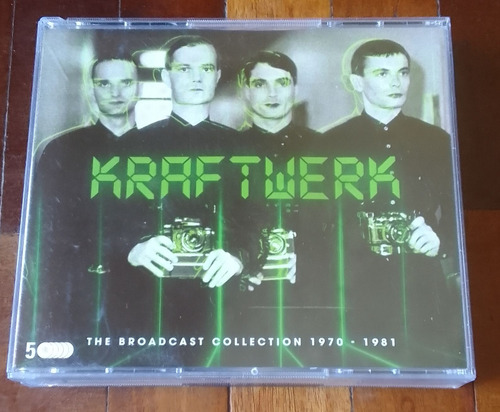 KRAFTWERK
THE BROADCAST COLLECTION 1970 - 1981
5